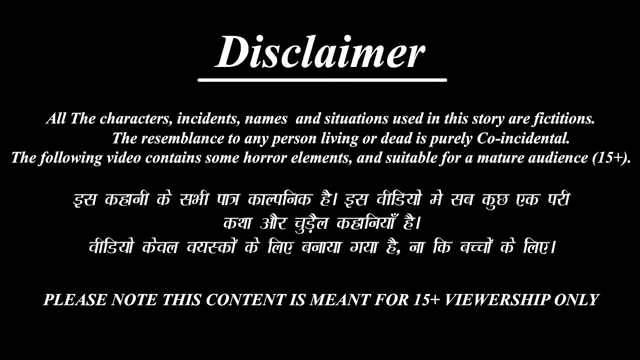 Disclaimer
All The characters, incidents, names and situations used in this story are fictitions.
The resemblance to any person living or dead is purely Co-incidental.
The following video contains some horror elements, and suitable for a mature audience (15+).
इस कहानी के सभी पात्र काल्पनिक है। इस वीडियो मे सब कुछ एक परी
कथा और चुड़ैल कहानियाँ है।
वीडियो केवल वयस्कों के लिए बनाया गया है, ना कि बच्चों के लिए।
PLEASE NOTE THIS CONTENT IS MEANT FOR 15+ VIEWERSHIP ONLY